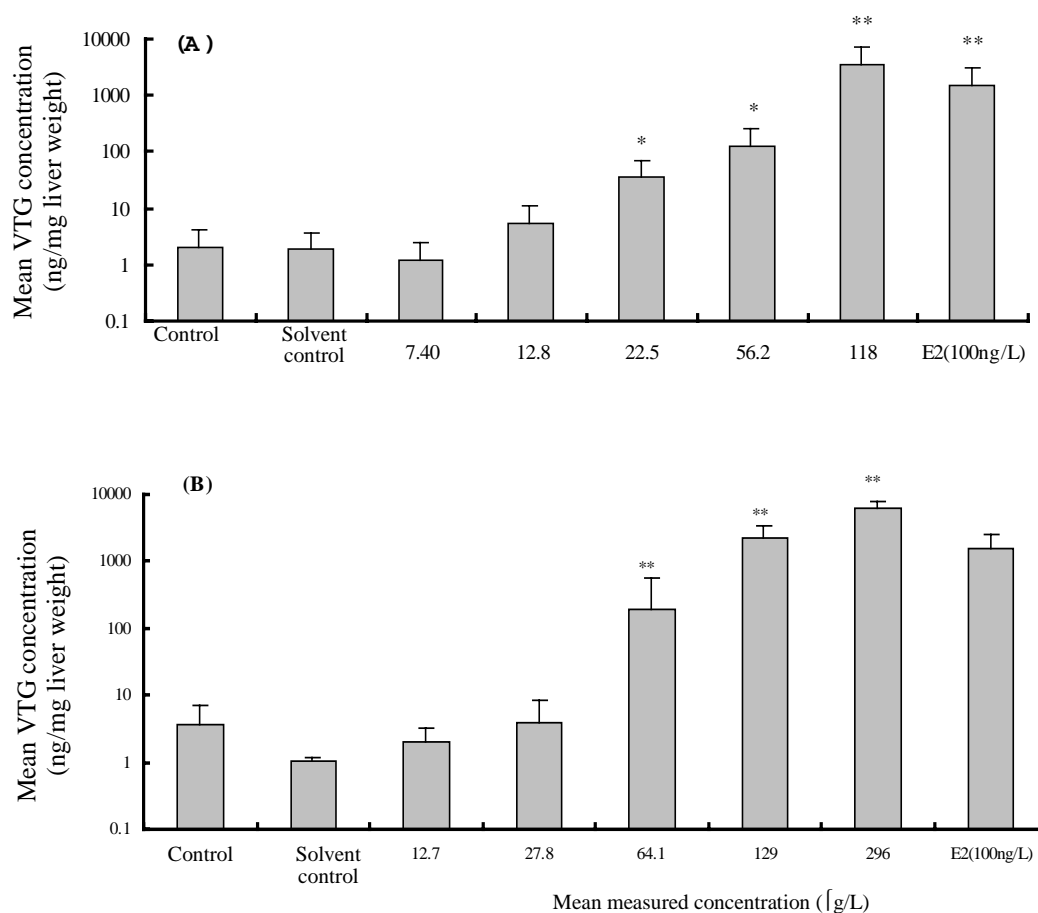 (A)
**
**
*
*
10000
1000
100
10
1
0.1
Mean VTG concentration
(ng/mg liver weight)
Control
Solvent
control
7.40
12.8
22.5
56.2
118
E2(100ng/L)
(B)
**
**
**
10000
1000
100
10
1
0.1
Mean VTG concentration
(ng/mg liver weight)
Control
Solvent
control
12.7
27.8
64.1
129
296
E2(100ng/L)
Mean measured concentration (⌈g/L)